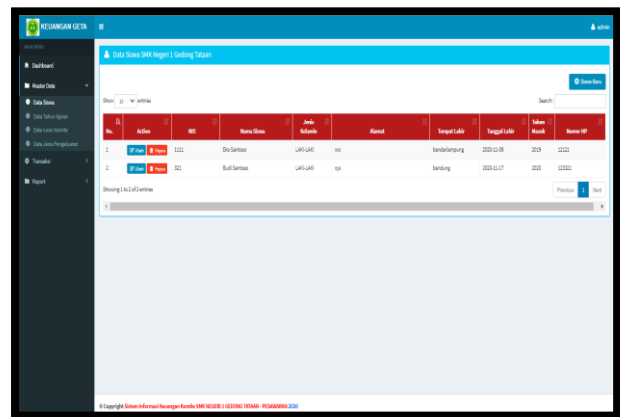 KEUANGAN GETA
admin
MAIN MENU
Dashboard
Master Data
Data Siswa
Data Tahun Ajaran
Data Iuran Komite
Data Jenis Pengeluaran
Transaksi
Report
Data Siswa SMK Negeri 1 Gedong Tataan
Siswa Baru
Show 10 entries
Search:
No. Action NIS Nama Siswa Jenis Kelamin Alamat Tempat Lahir Tanggal Lahir Tahun Masuk Nomor HP
1 Ubah Hapus 1111 Eko Santoso LAKI-LAKI bandarlampung 2020-11-08 2019 12121
2 Ubah Hapus 321 Budi Santoso LAKI-LAKI bandung 2020-11-17 2020 123321
Showing 1 to 2 of 2 entries
Previous 1 Next
© Copyright Sistem Informasi Keuangan Komite SMK NEGERI 1 GEDONG TATAAN - PESAWARAN 2020